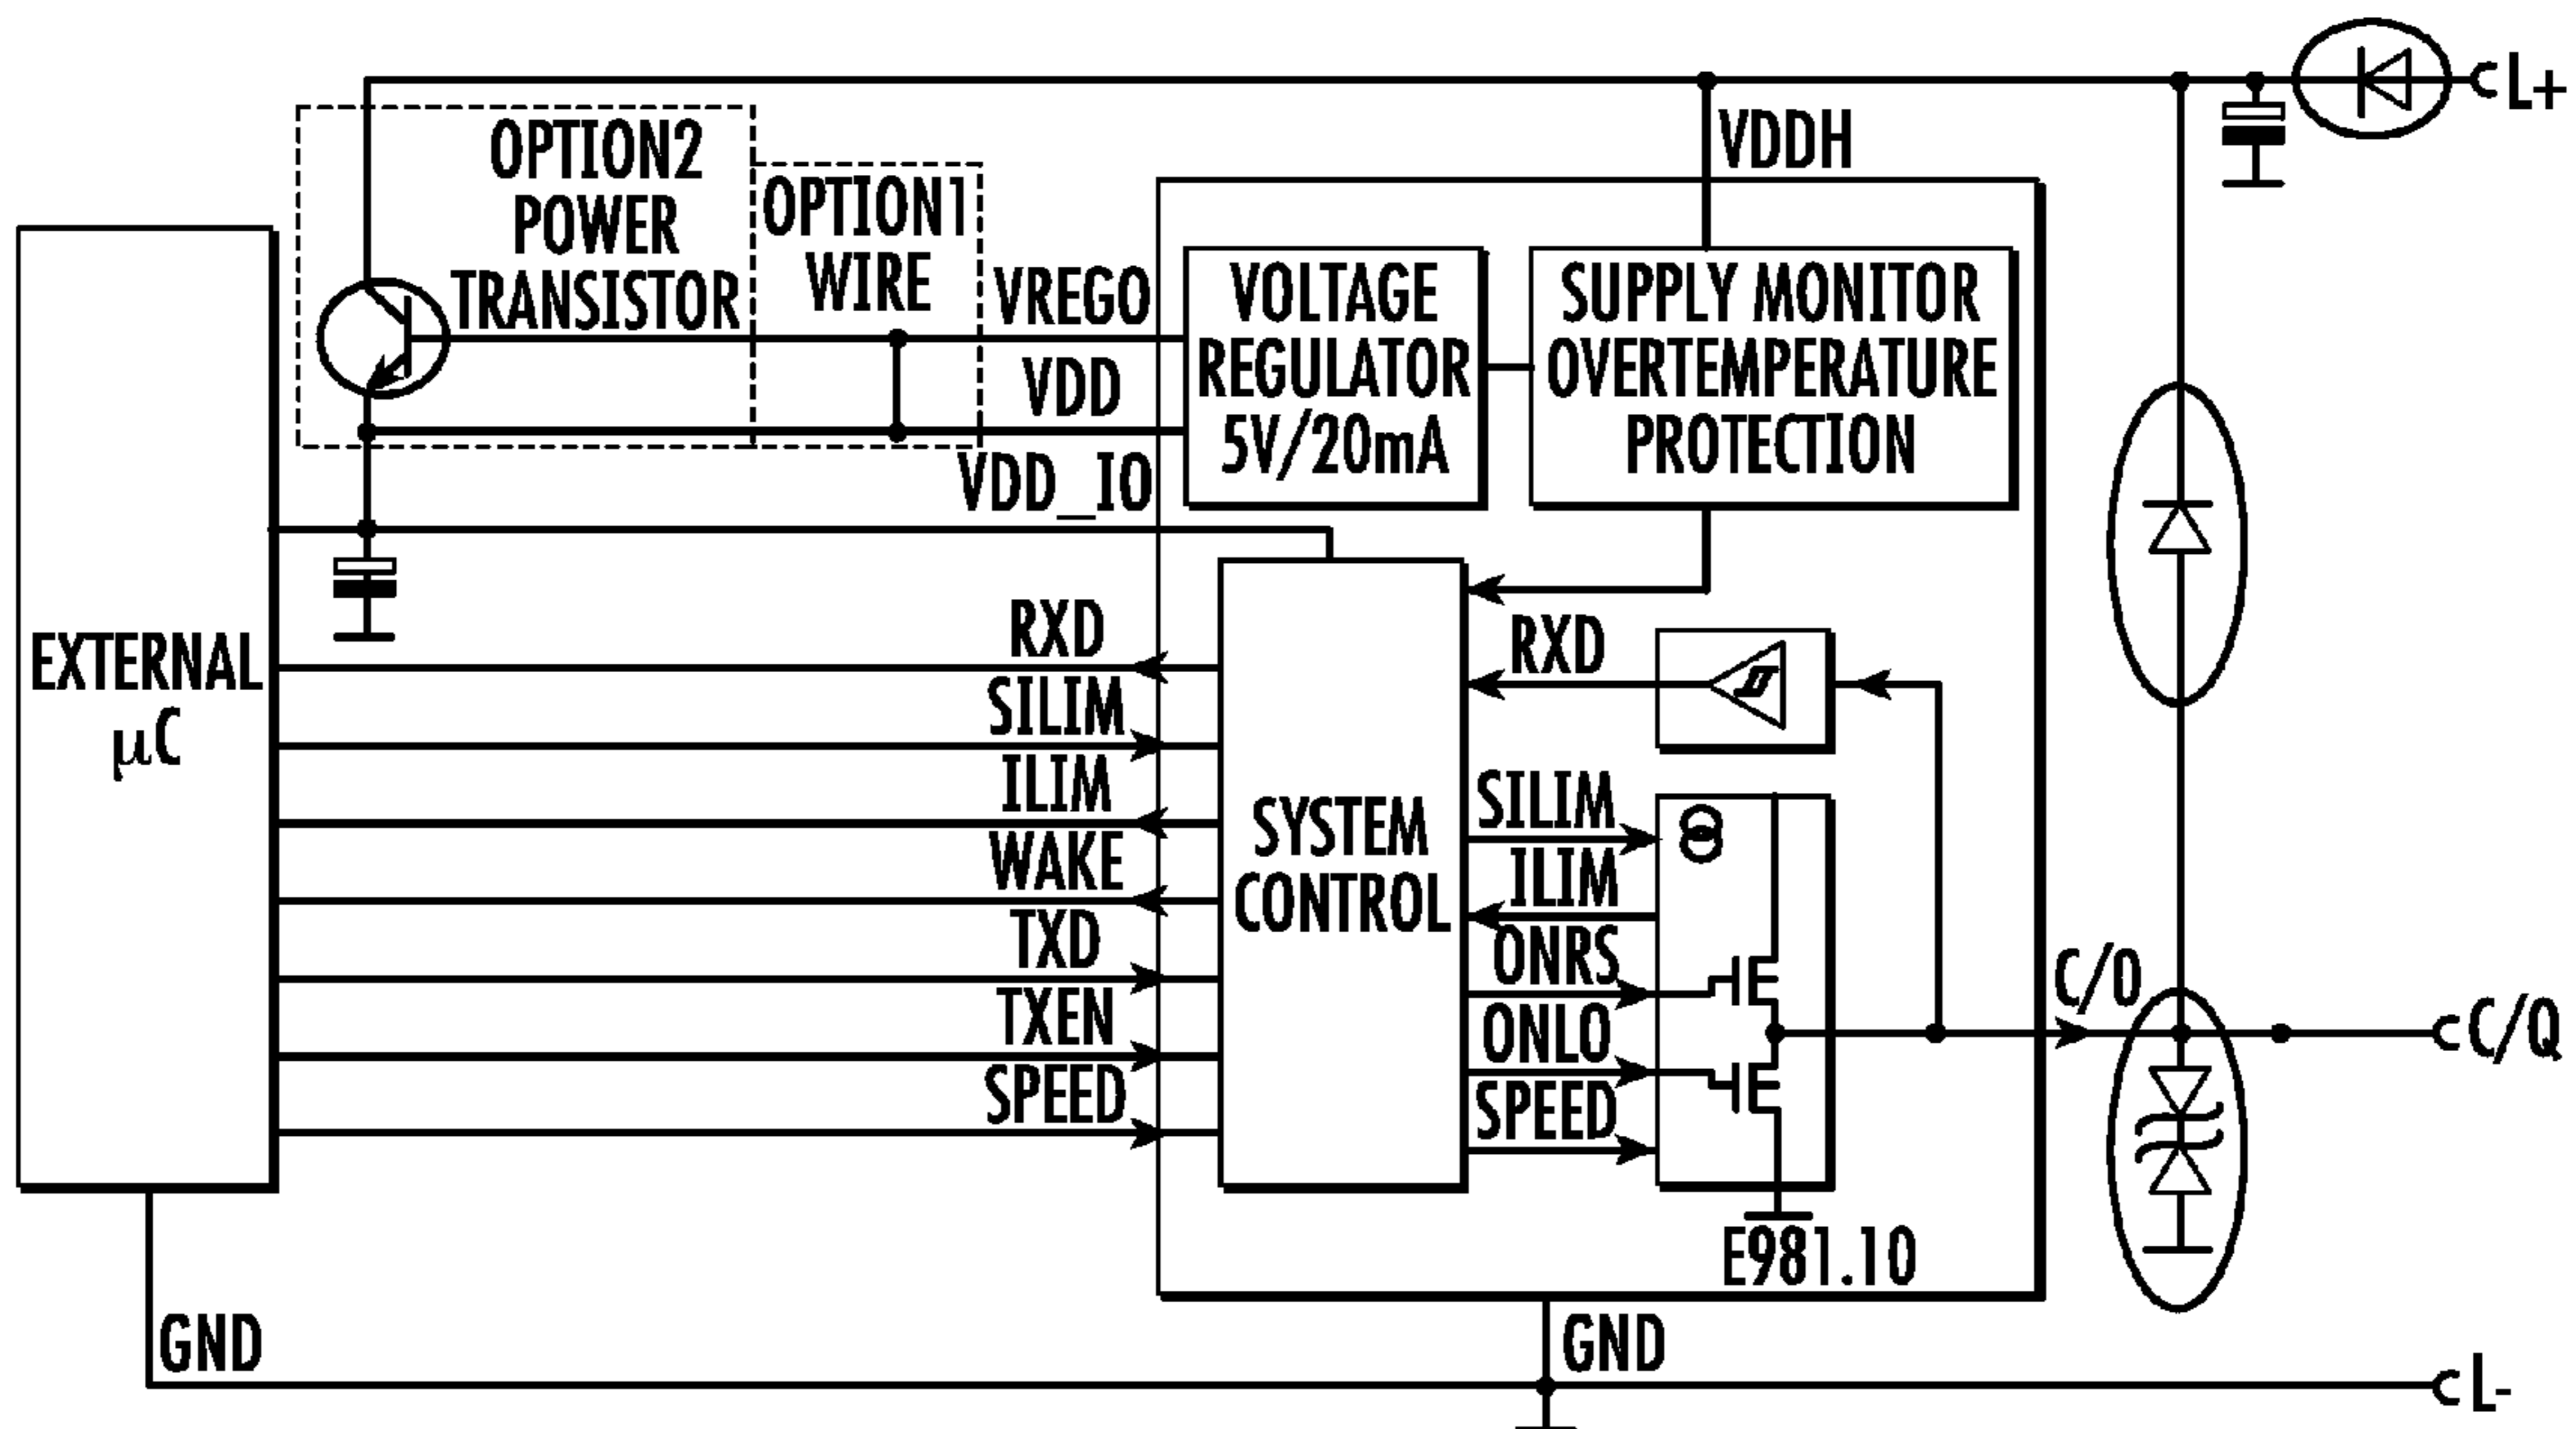 L+
VDDH
OPTION2
POWER
TRANSISTOR
OPTION1
WIRE
VREGO
VDD
VDD_IO
VOLTAGE
REGULATOR
5V/20mA
SUPPLY MONITOR
OVERTEMPERATURE
PROTECTION
EXTERNAL
µC
RXD
SILIM
ILIM
WAKE
TXD
TXEN
SPEED
SYSTEM
CONTROL
RXD
SILIM
ILIM
ONRS
ONLO
SPEED
C/O
C/Q
E981.10
GND
GND
L-